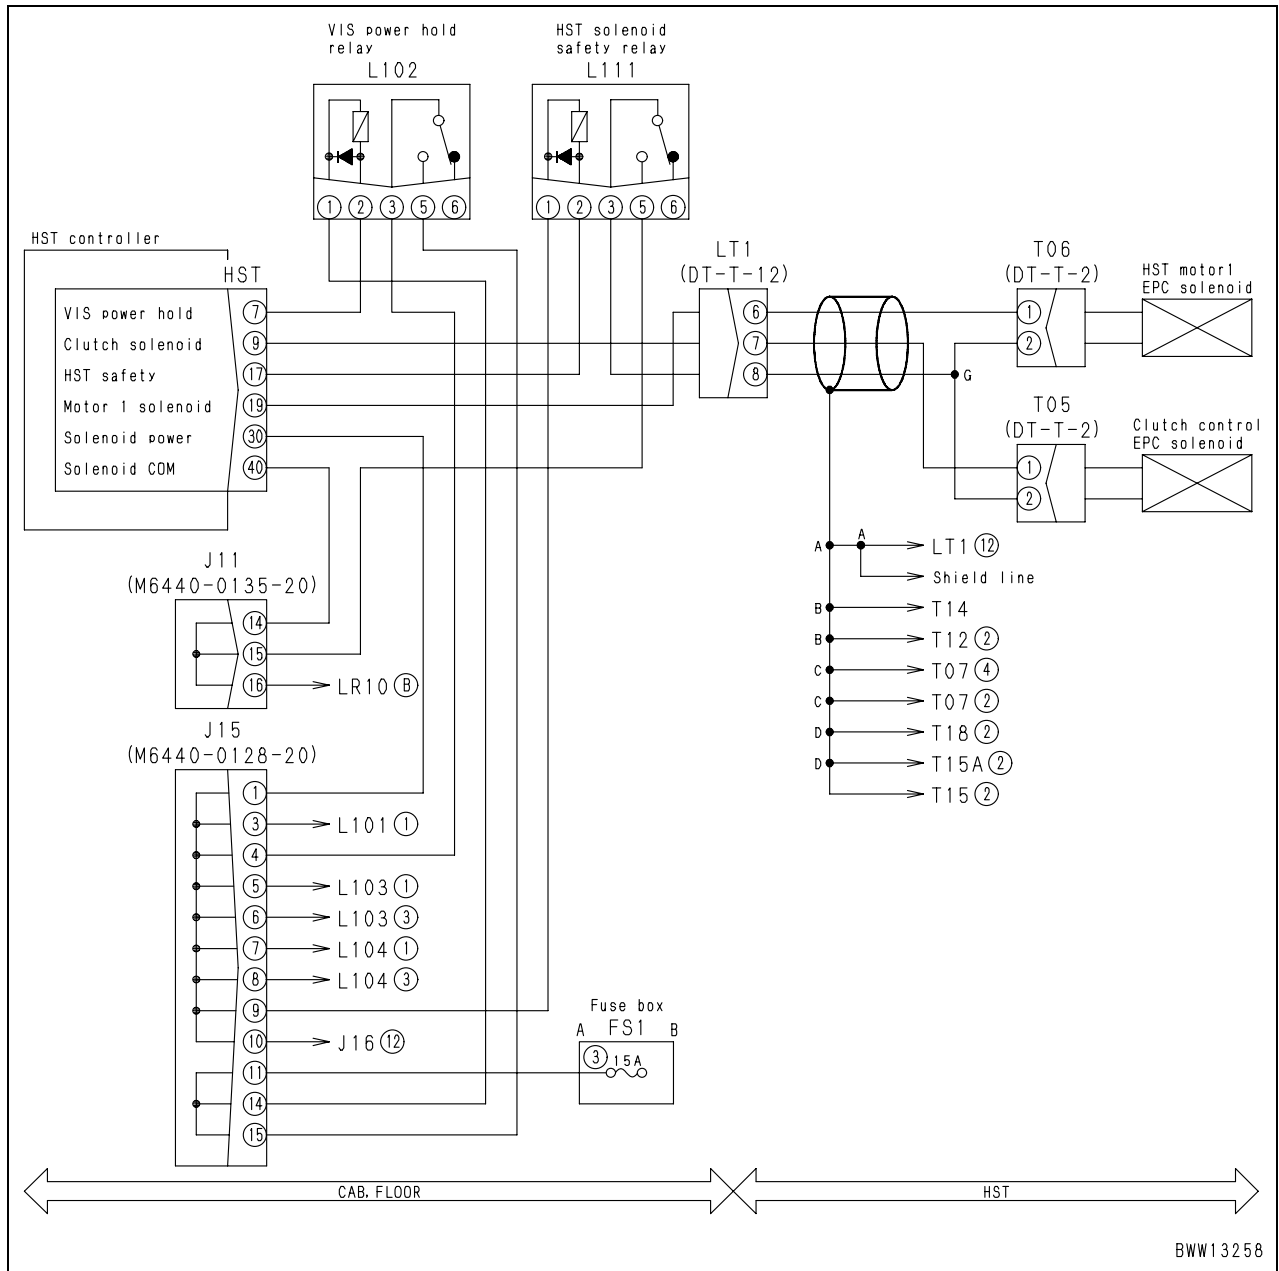 VIS power hold
relay
L102
HST solenoid
safety relay
L111
1 2 3 5 6
1 2 3 5 6
HST controller
HST
VIS power hold 7
Clutch solenoid 9
HST safety 17
Motor 1 solenoid 19
Solenoid power 30
Solenoid COM 40
LT1
(DT-T-12)
6
7
8
T06
(DT-T-2)
1
2
HST motor1
EPC solenoid
G
T05
(DT-T-2)
1
2
Clutch control
EPC solenoid
A A LT1 12
Shield line
B T14
B T12 2
C T07 4
C T07 2
D T18 2
D T15A 2
T15 2
J11
(M6440-0135-20)
14
15
16 LR10 B
J15
(M6440-0128-20)
1
3 L101 1
4
5 L103 1
6 L103 3
7 L104 1
8 L104 3
9
10 J16 12
11
14
15
Fuse box
A FS1 B
3 15A
CAB, FLOOR
HST
BWW13258